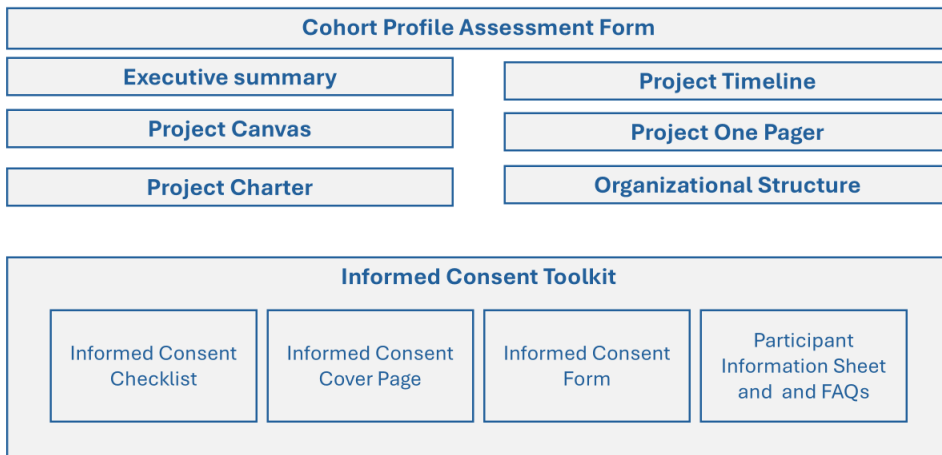 Cohort Profile Assessment Form
Executive summary
Project Timeline
Project Canvas
Project One Pager
Project Charter
Organizational Structure
Informed Consent Toolkit
Informed Consent
Checklist
Informed Consent
Cover Page
Informed Consent
Form
Participant
Information Sheet
and  and FAQs